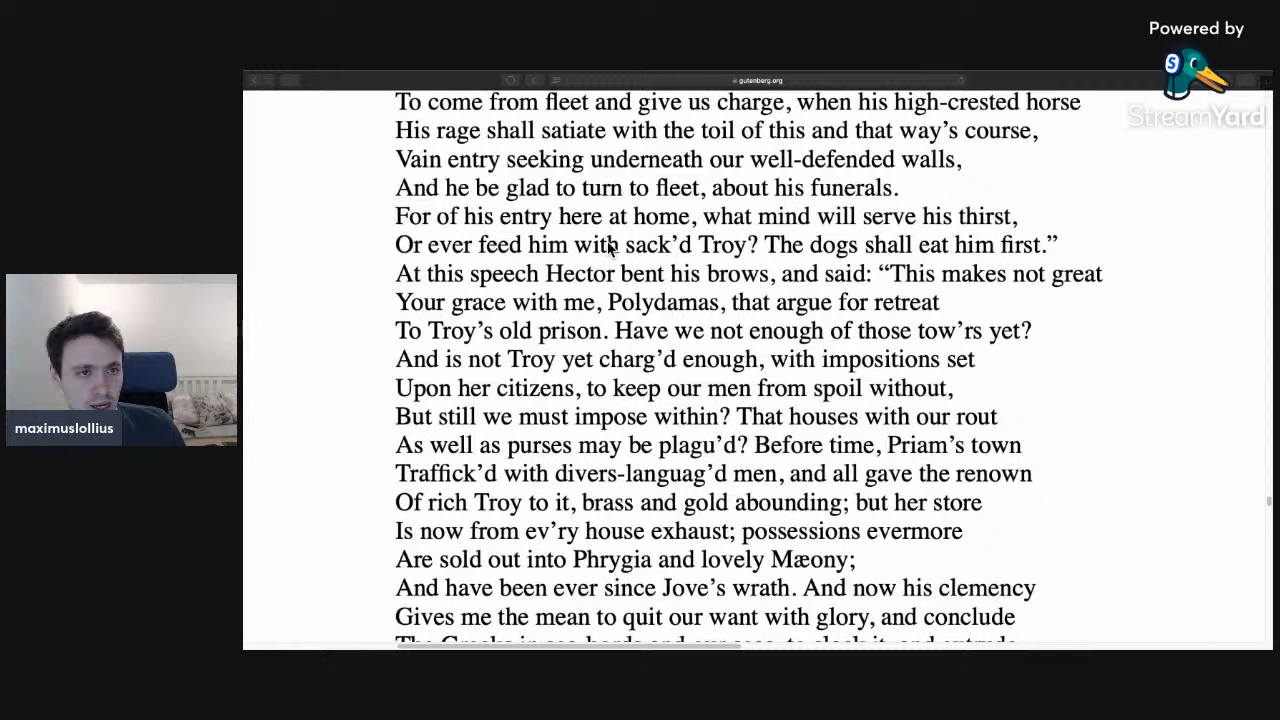 Powered by
S
StreamYard
gutenberg.org
To come from fleet and give us charge, when his high-crested horse
His rage shall satiate with the toil of this and that way’s course,
Vain entry seeking underneath our well-defended walls,
And he be glad to turn to fleet, about his funerals.
For of his entry here at home, what mind will serve his thirst,
Or ever feed him with sack’d Troy? The dogs shall eat him first.”
At this speech Hector bent his brows, and said: “This makes not great
Your grace with me, Polydamas, that argue for retreat
To Troy’s old prison. Have we not enough of those tow’rs yet?
And is not Troy yet charg’d enough, with impositions set
Upon her citizens, to keep our men from spoil without,
But still we must impose within? That houses with our rout
As well as purses may be plagu’d? Before time, Priam’s town
Traffick’d with divers-languag’d men, and all gave the renown
Of rich Troy to it, brass and gold abounding; but her store
Is now from ev’ry house exhaust; possessions evermore
Are sold out into Phrygia and lovely Mæony;
And have been ever since Jove’s wrath. And now his clemency
Gives me the mean to quit our want with glory, and conclude
maximuslollius